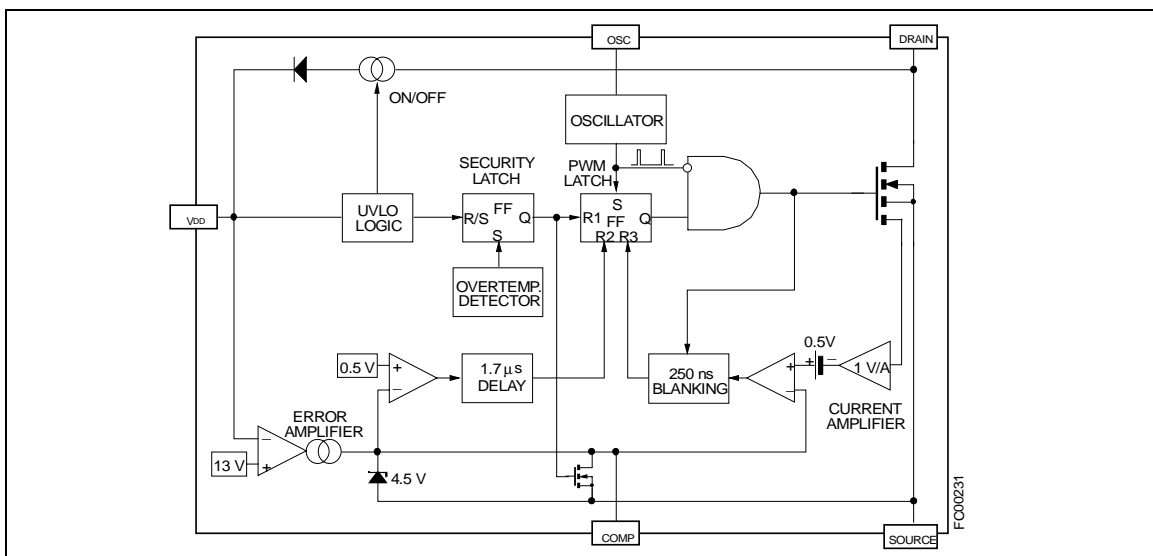 OSC
DRAIN
ON/OFF
OSCILLATOR
SECURITY
LATCH
PWM
LATCH
VDD
UVLO
LOGIC
R/S
FF
Q
S
R1
S
FF
Q
R2 R3
OVERTEMP.
DETECTOR
0.5 V
+
−
1.7 µs
DELAY
250 ns
BLANKING
+
−
0.5V
+
−
1 V/A
CURRENT
AMPLIFIER
ERROR
AMPLIFIER
−
+
13 V
4.5 V
COMP
SOURCE
FC00231